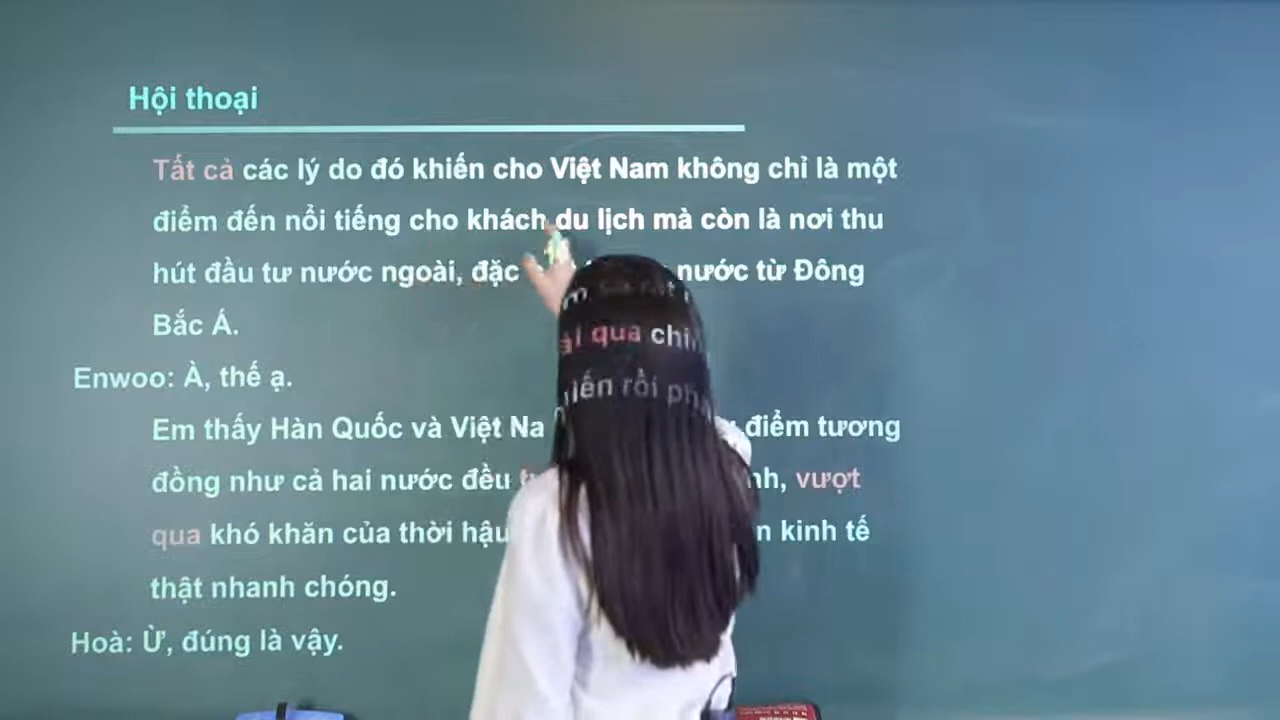 Hội thoại
Tất cả các lý do đó khiến cho Việt Nam không chỉ là một
điểm đến nổi tiếng cho khách du lịch mà còn là nơi thu
hút đầu tư nước ngoài, đặc nước từ Đông
Bắc Á.
Enwoo: À, thế ạ.
Em thấy Hàn Quốc và Việt điểm tương
đồng như cả hai nước đều qua vượt
qua khó khăn của thời hậu kinh tế
thật nhanh chóng.
Hoà: Ừ, đúng là vậy.